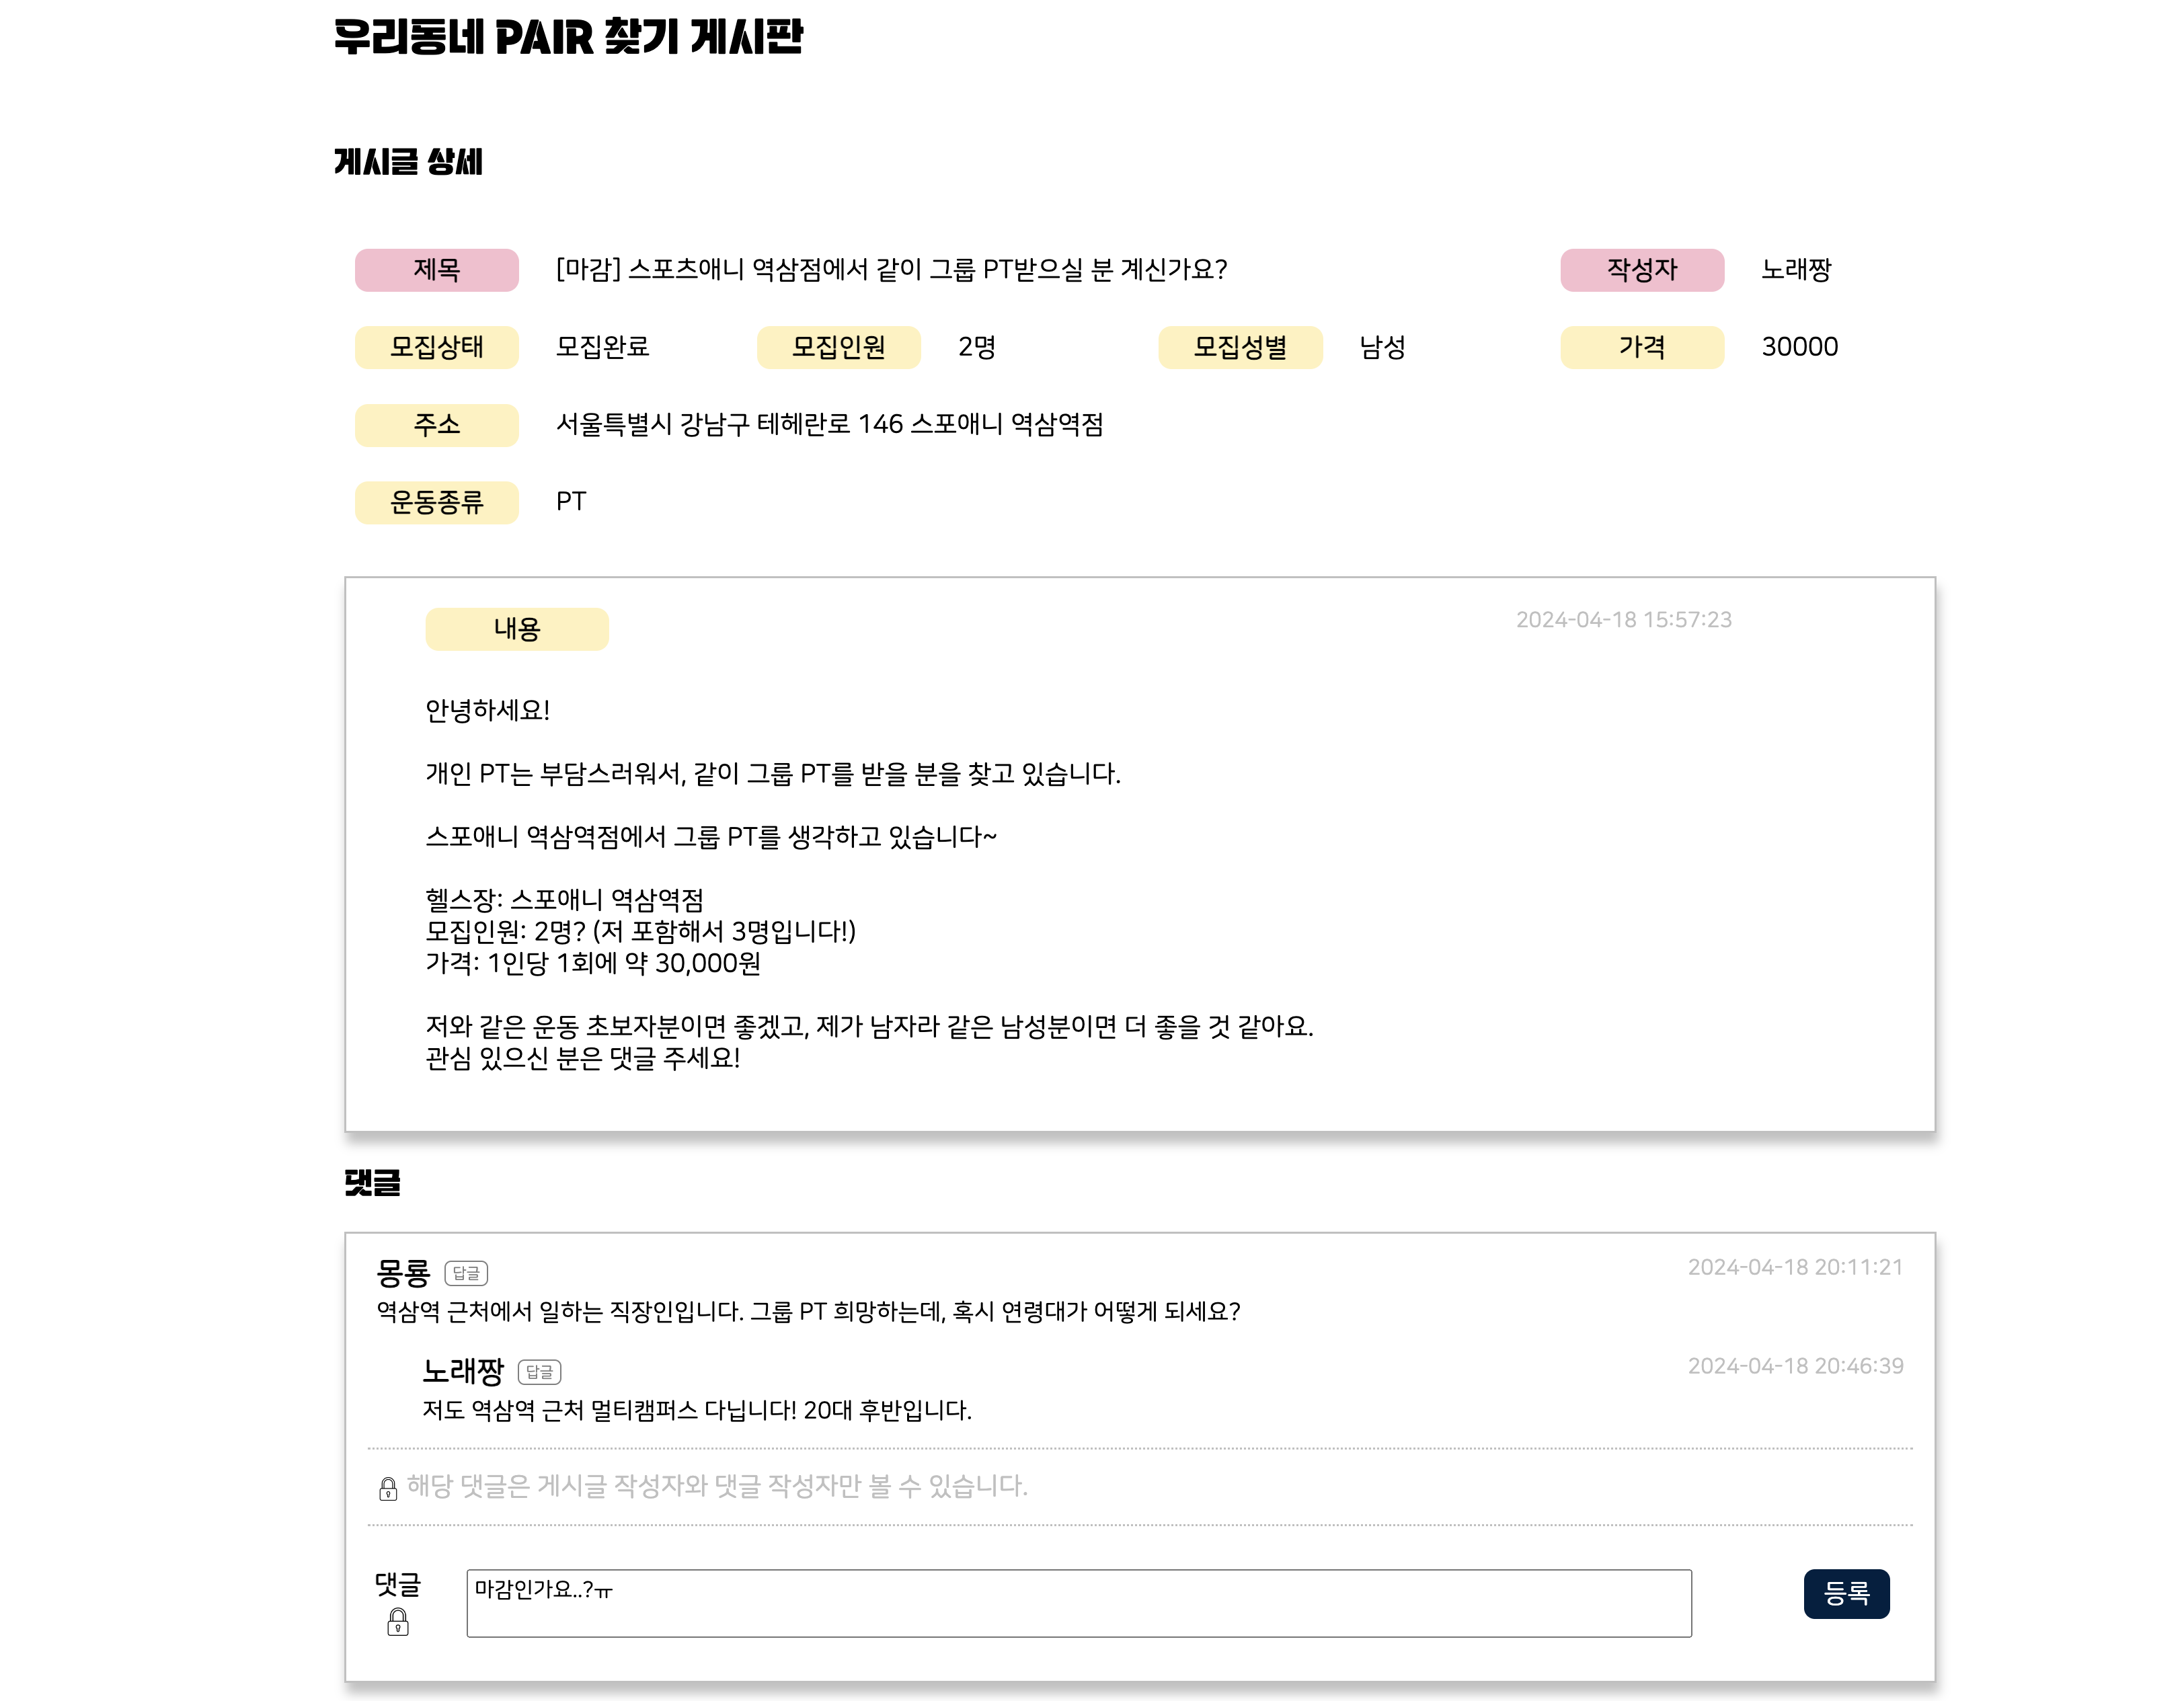 우리동네 PAIR 찾기 게시판
게시글 상세
제목 [마감] 스포츠애니 역삼점에서 같이 그룹 PT받으실 분 계신가요? 작성자 노래짱
모집상태 모집완료 모집인원 2명 모집성별 남성 가격 30000
주소 서울특별시 강남구 테헤란로 146 스포애니 역삼역점
운동종류 PT
내용 2024-04-18 15:57:23
안녕하세요!
개인 PT는 부담스러워서, 같이 그룹 PT를 받을 분을 찾고 있습니다.
스포애니 역삼역점에서 그룹 PT를 생각하고 있습니다~
헬스장: 스포애니 역삼역점
모집인원: 2명? (저 포함해서 3명입니다!)
가격: 1인당 1회에 약 30,000원
저와 같은 운동 초보자분이면 좋겠고, 제가 남자라 같은 남성분이면 더 좋을 것 같아요.
관심 있으신 분은 댓글 주세요!
댓글
몽룡 답글 2024-04-18 20:11:21
역삼역 근처에서 일하는 직장인입니다. 그룹 PT 희망하는데, 혹시 연령대가 어떻게 되세요?
노래짱 답글 2024-04-18 20:46:39
저도 역삼역 근처 멀티캠퍼스 다닙니다! 20대 후반입니다.
해당 댓글은 게시글 작성자와 댓글 작성자만 볼 수 있습니다.
댓글 마감인가요..?ㅠ 등록